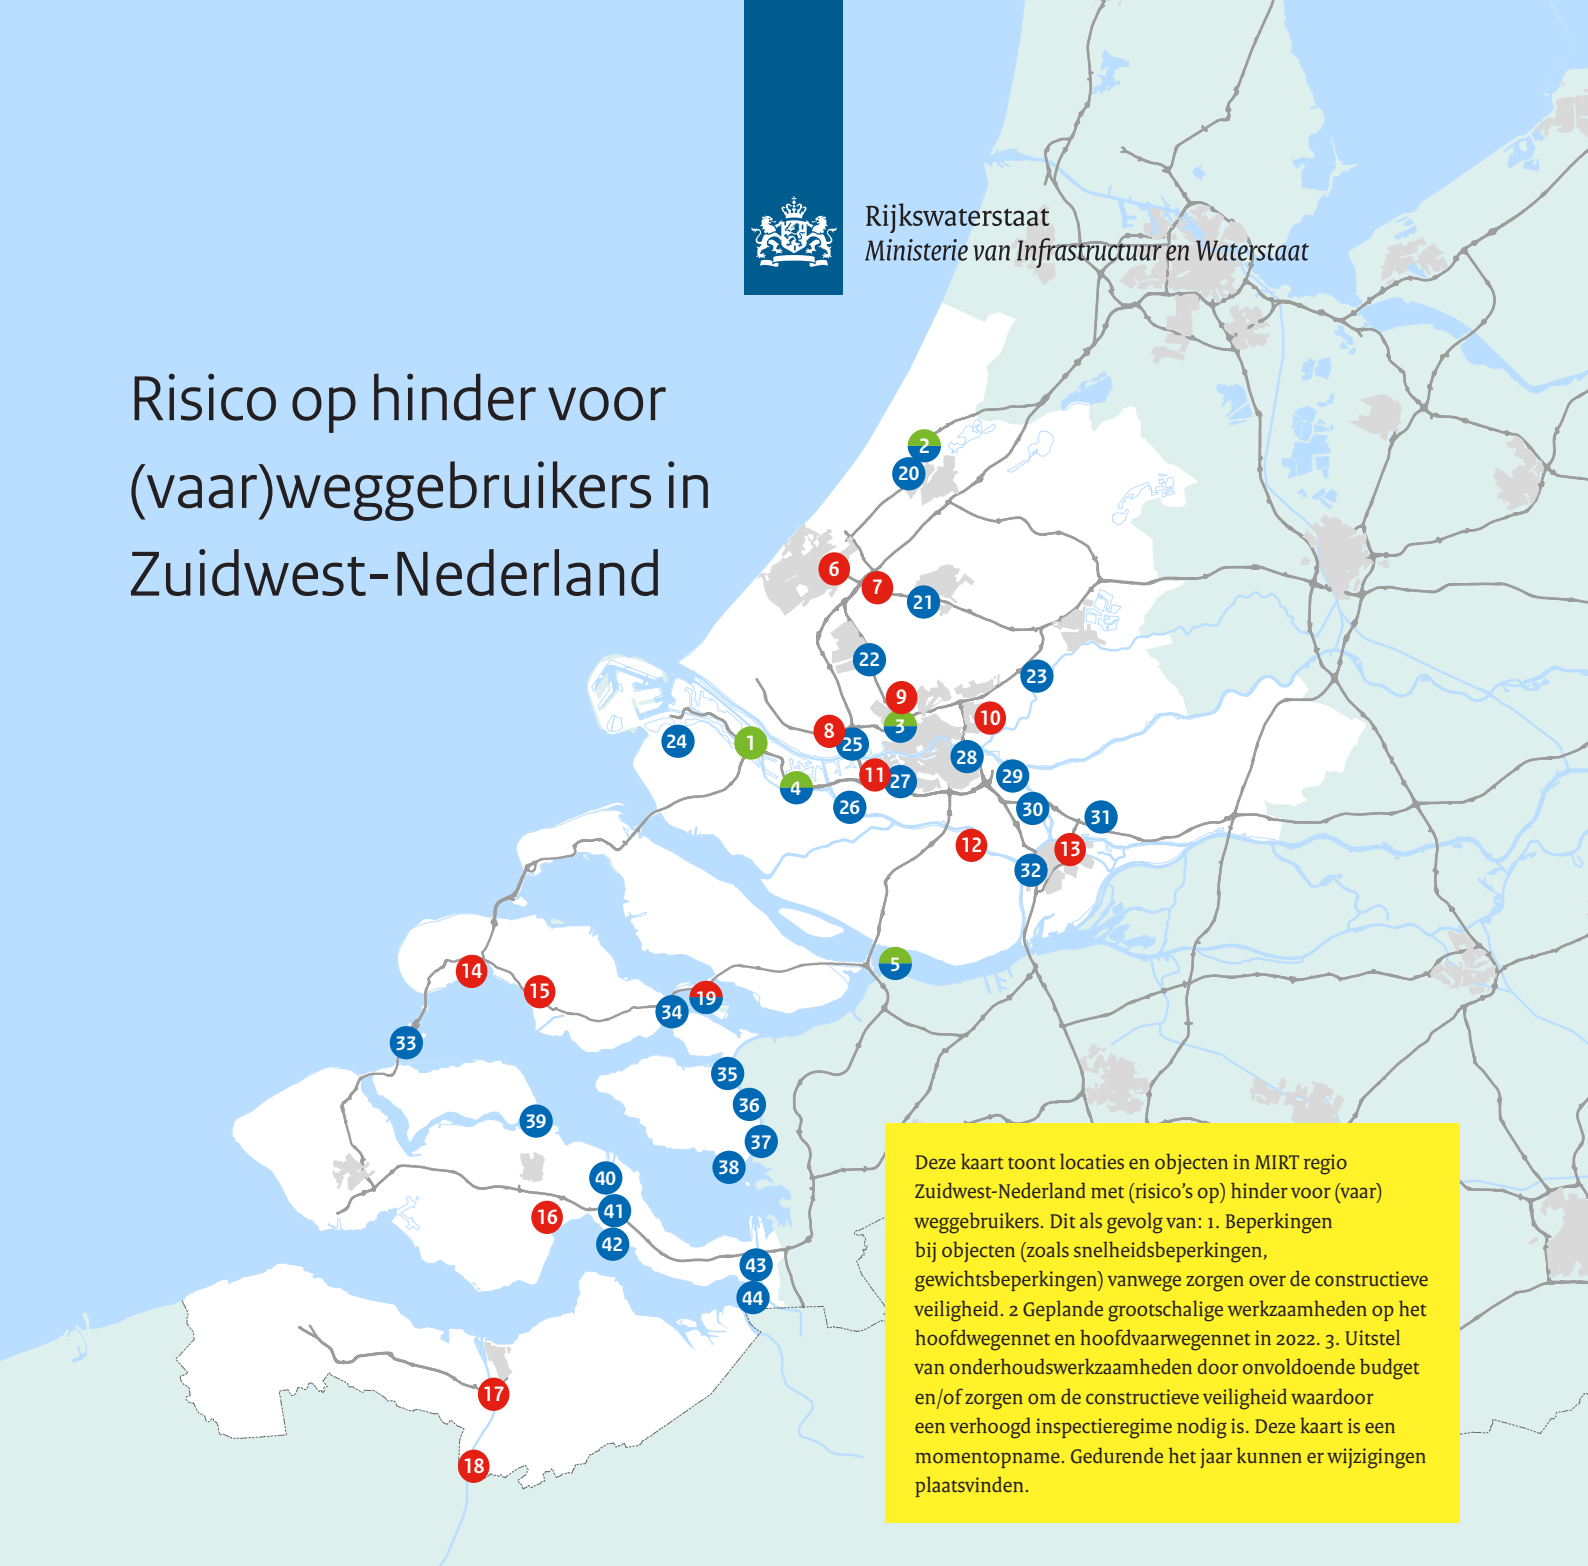 Rijkswaterstaat
Ministerie van Infrastructuur en Waterstaat
Risico op hinder voor
(vaar)weggebruikers in
Zuidwest-Nederland
2
20
6
7
21
22
23
9
10
3
8
25
24
1
28
11
27
29
4
26
30
31
12
13
32
5
14
15
19
34
33
35
36
39
37
38
40
41
16
42
43
44
17
18
Deze kaart toont locaties en objecten in MIRT regio
Zuidwest-Nederland met (risico’s op) hinder voor (vaar)
weggebruikers. Dit als gevolg van: 1. Beperkingen
bij objecten (zoals snelheidsbeperkingen,
gewichtsbeperkingen) vanwege zorgen over de constructieve
veiligheid. 2 Geplande grootschalige werkzaamheden op het
hoofdwegennet en hoofdvaarwegennet in 2022. 3. Uitstel
van onderhoudswerkzaamheden door onvoldoende budget
en/of zorgen om de constructieve veiligheid waardoor
een verhoogd inspectieregime nodig is. Deze kaart is een
momentopname. Gedurende het jaar kunnen er wijzigingen
plaatsvinden.